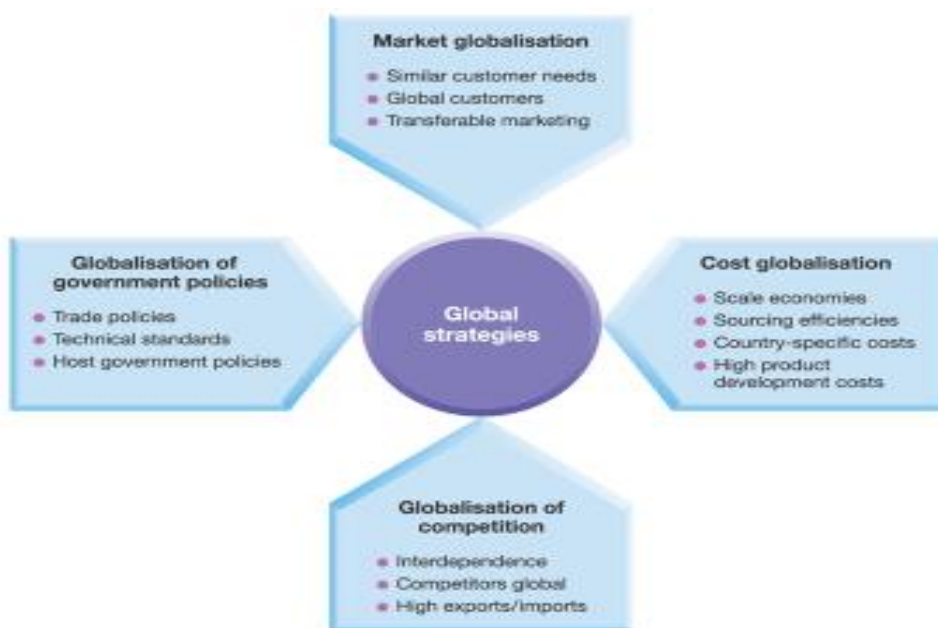 Market globalisation
Similar customer needs
Global customers
Transferable marketing
Globalisation of
government policies
Trade policies
Technical standards
Host government policies
Global
strategies
Cost globalisation
Scale economies
Sourcing efficiencies
Country-specific costs
High product
development costs
Globalisation of
competition
Interdependence
Competitors global
High exports/imports